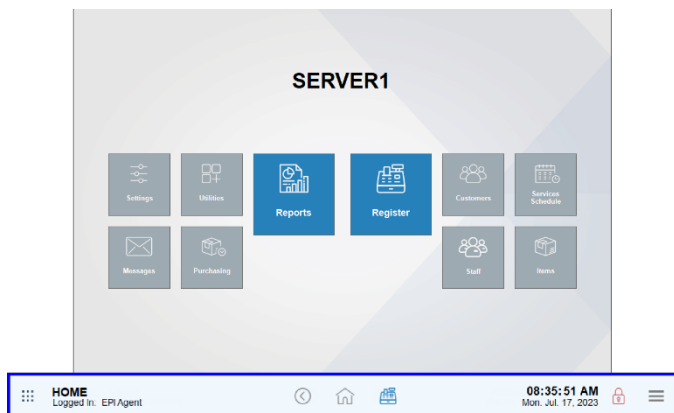 SERVER1
Settings
Utilities
Reports
Register
Customers
Services
Schedule
Messages
Purchasing
Staff
Items
HOME
Logged In: EPI Agent
08:35:51 AM
Mon. Jul. 17, 2023